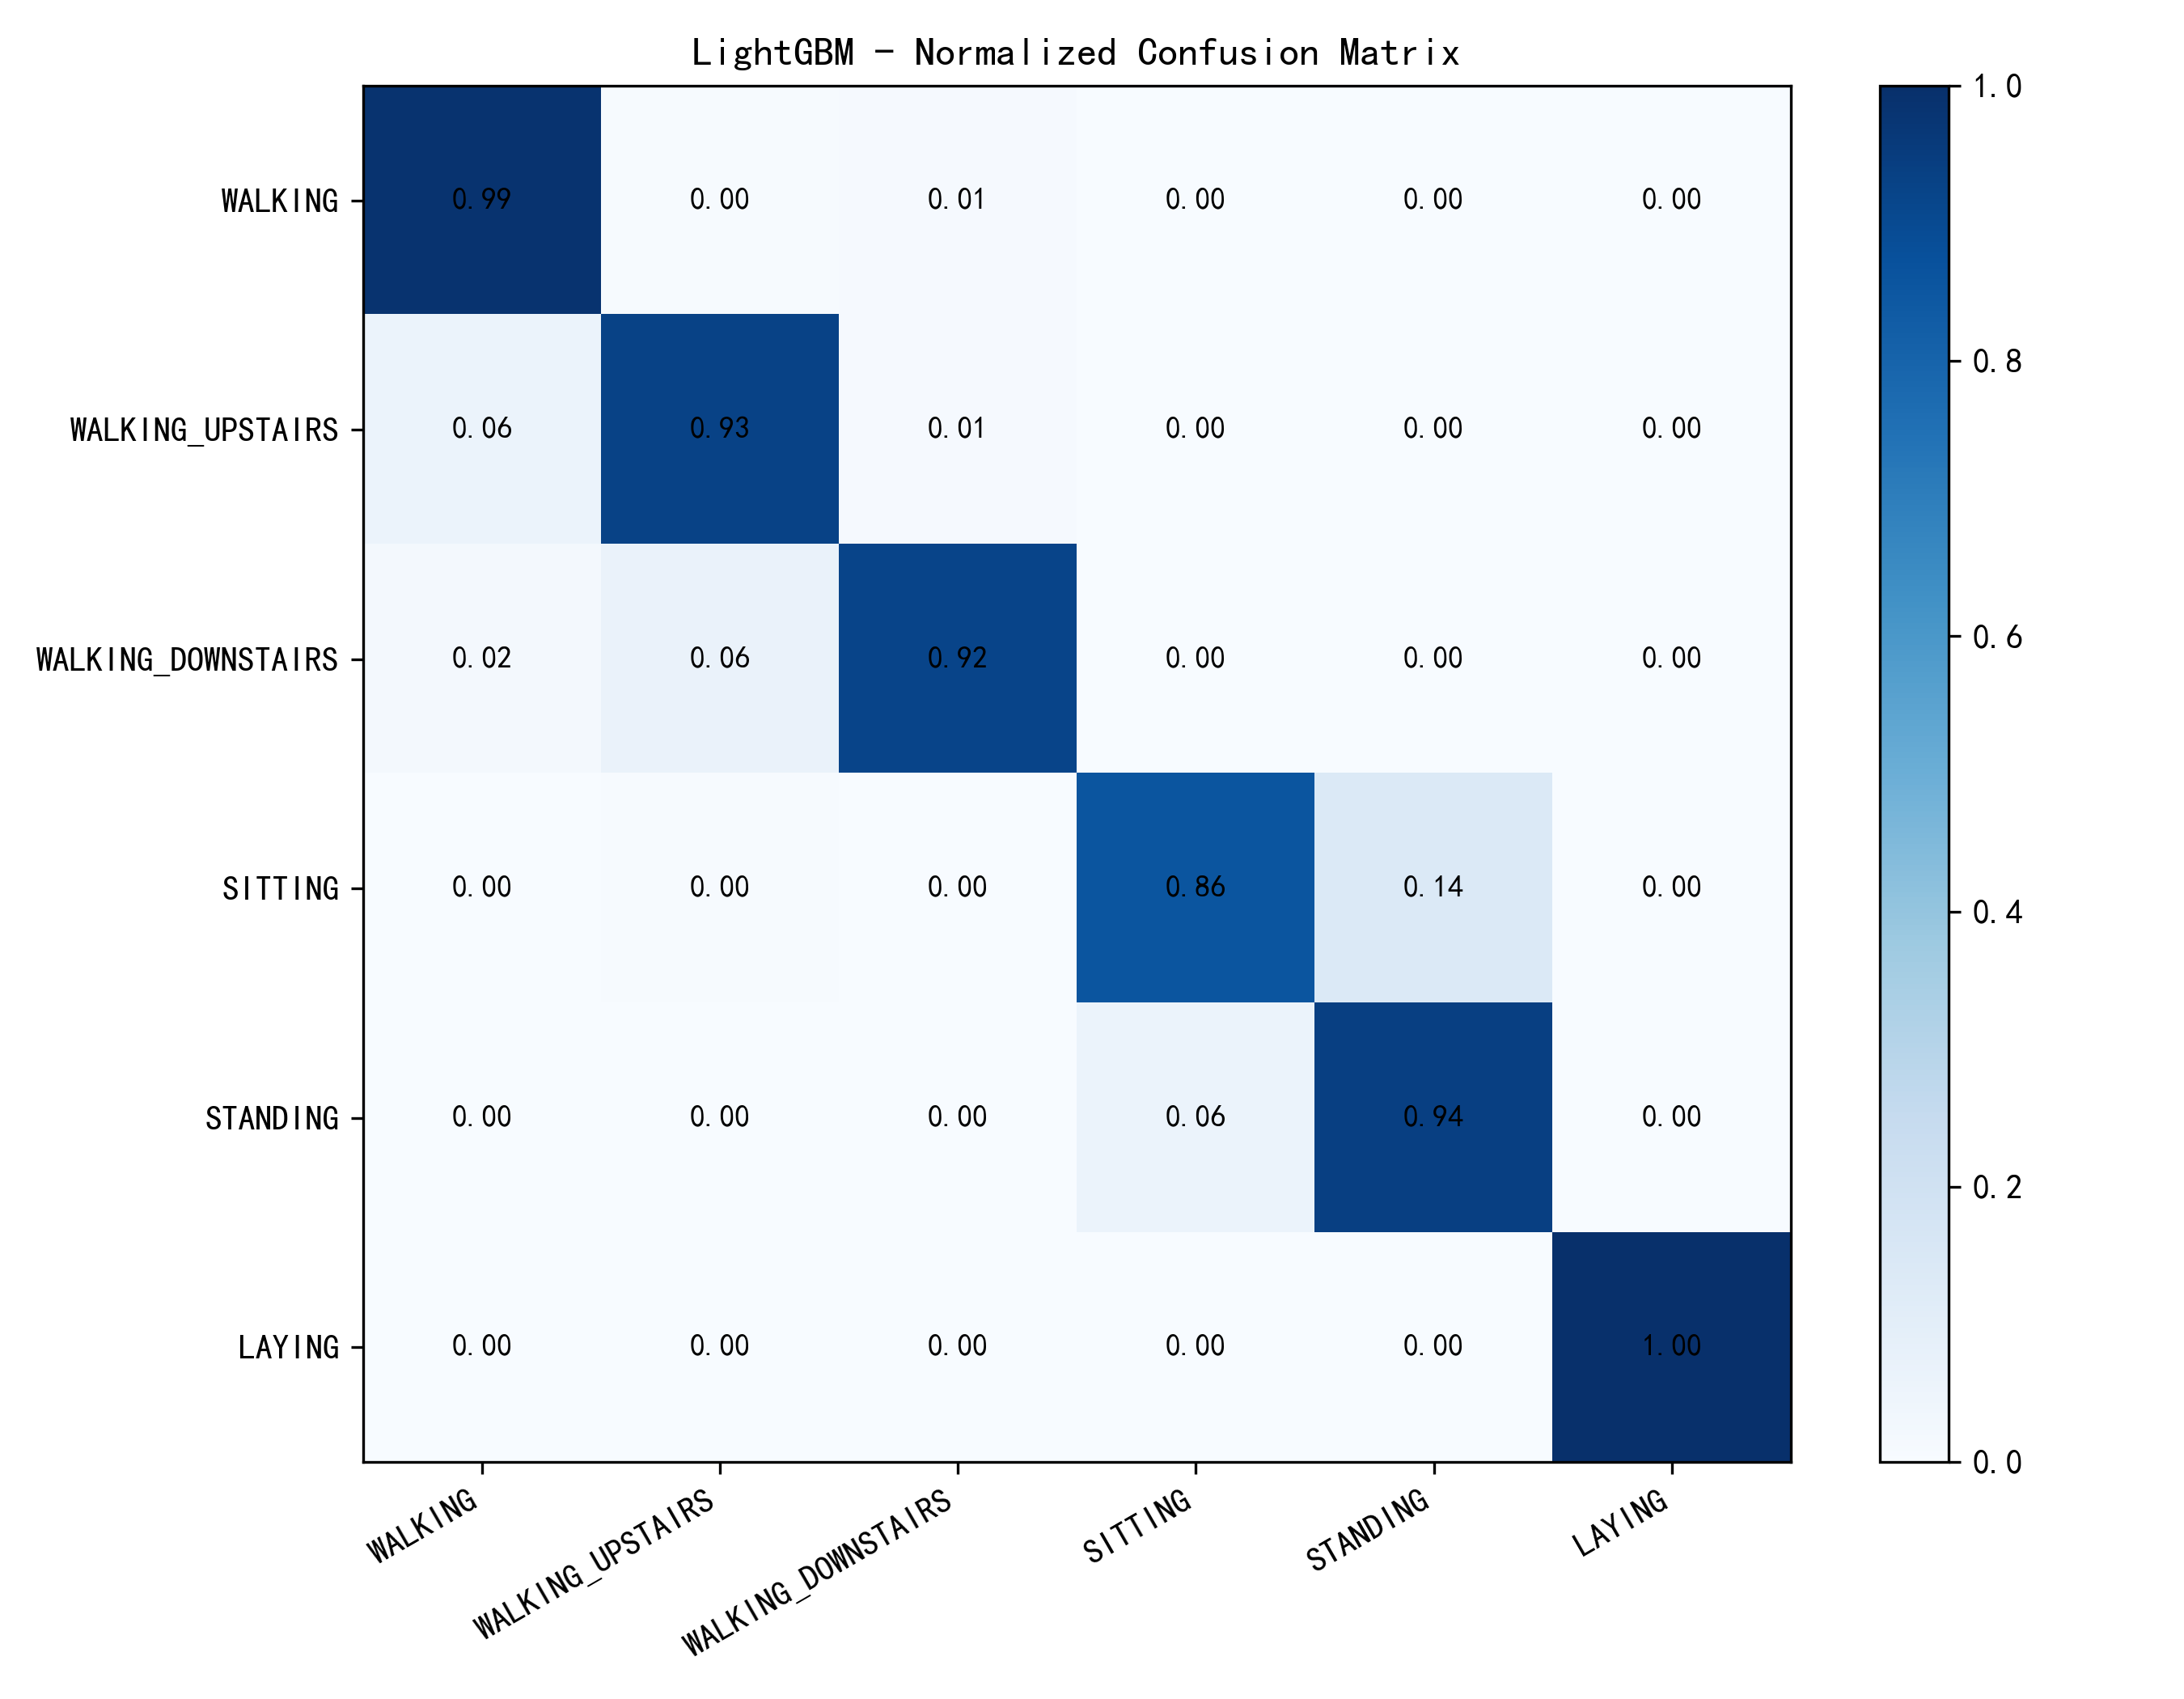 LightGBM - Normalized Confusion Matrix
WALKING 0.99 0.00 0.01 0.00 0.00 0.00
WALKING_UPSTAIRS 0.06 0.93 0.01 0.00 0.00 0.00
WALKING_DOWNSTAIRS 0.02 0.06 0.92 0.00 0.00 0.00
SITTING 0.00 0.00 0.00 0.86 0.14 0.00
STANDING 0.00 0.00 0.00 0.06 0.94 0.00
LAYING 0.00 0.00 0.00 0.00 0.00 1.00
WALKING WALKING_UPSTAIRS WALKING_DOWNSTAIRS SITTING STANDING LAYING
1.0
0.8
0.6
0.4
0.2
0.0